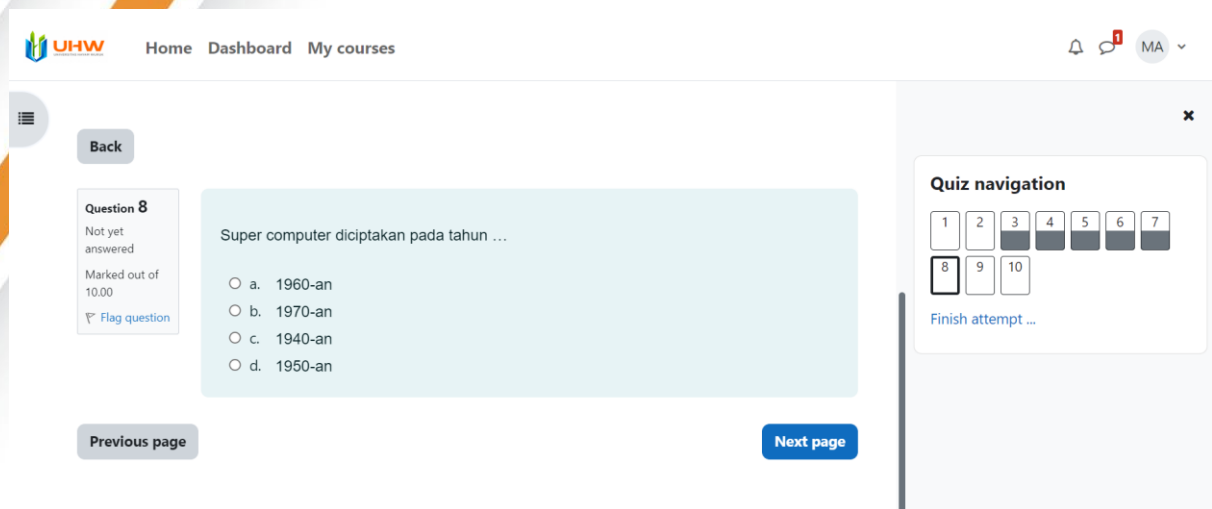 UHW
Home Dashboard My courses
1
MA
Back
Question 8
Not yet
answered
Marked out of
10.00
Flag question
Super computer diciptakan pada tahun …
a. 1960-an
b. 1970-an
c. 1940-an
d. 1950-an
Previous page
Next page
Quiz navigation
1 2 3 4 5 6 7
8 9 10
Finish attempt ...